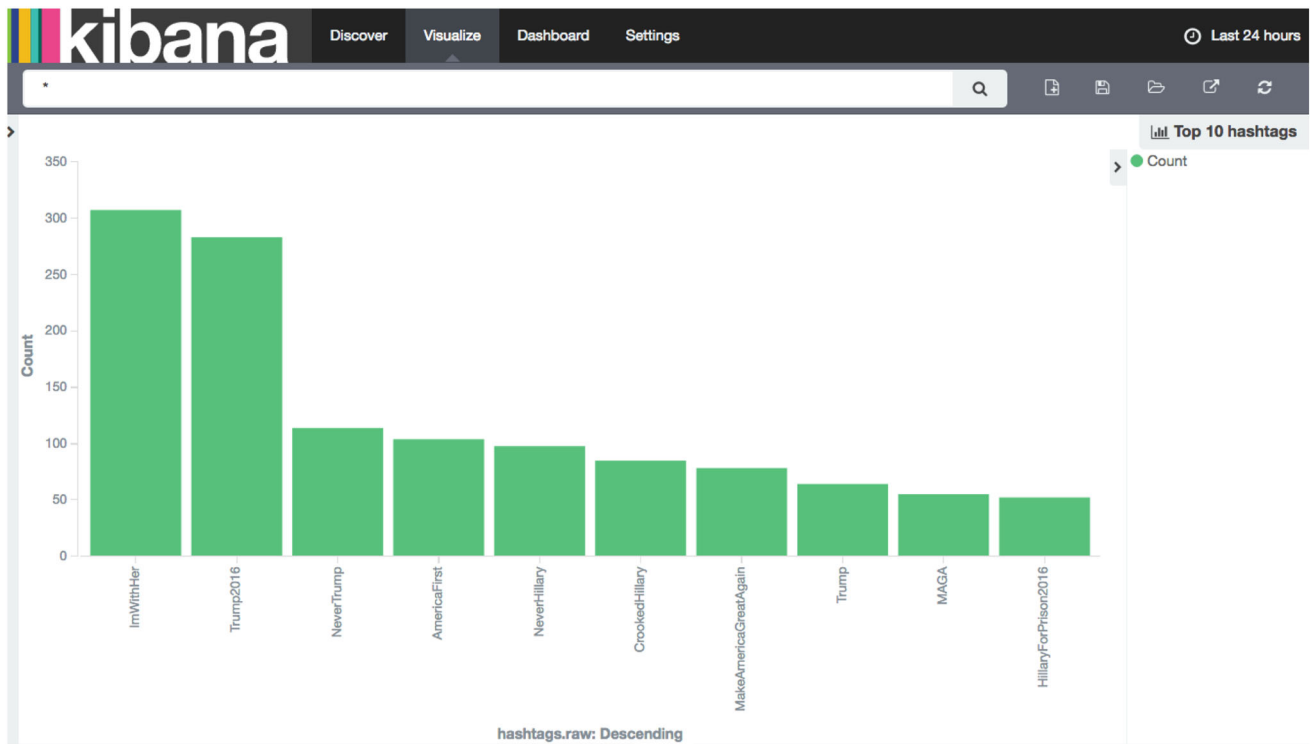 kibana
Discover Visualize Dashboard Settings Last 24 hours
*
Top 10 hashtags
Count
350
300
250
200
150
100
50
0
Count
ImWithHer
Trump2016
NeverTrump
AmericaFirst
NeverHillary
CrookedHillary
MakeAmericaGreatAgain
Trump
MAGA
HillaryForPrison2016
hashtags.raw: Descending